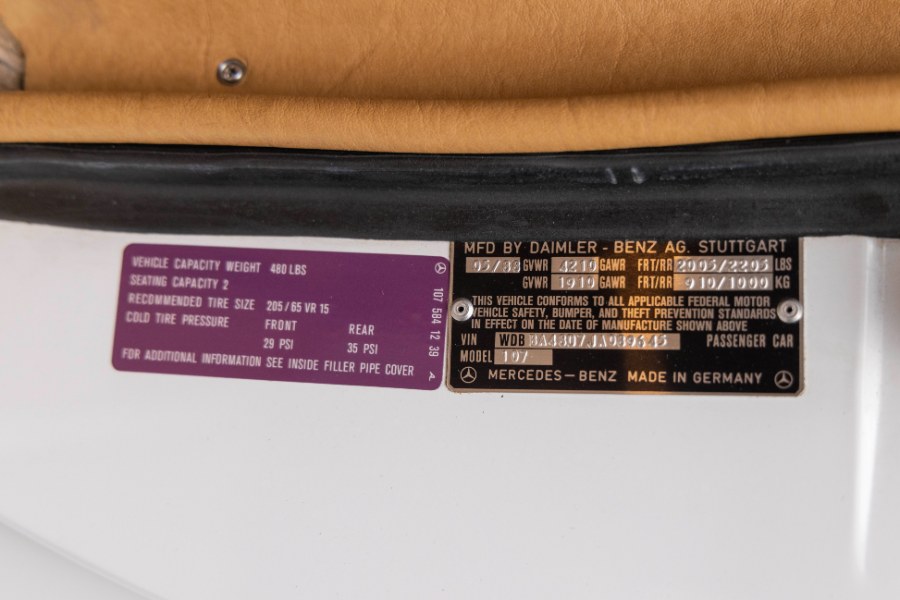 VEHICLE CAPACITY WEIGHT 480 LBS
SEATING CAPACITY 2
RECOMMENDED TIRE SIZE 205/65 VR 15
COLD TIRE PRESSURE FRONT REAR
29 PSI 35 PSI
FOR ADDITIONAL INFORMATION SEE INSIDE FILLER PIPE COVER
107 584 12 39
MFD BY DAIMLER - BENZ AG. STUTTGART
05/88 GVWR 4210 GAWR FRT/RR 2005/2205 LBS
GVWR 1910 GAWR FRT/RR 910/1000 KG
THIS VEHICLE CONFORMS TO ALL APPLICABLE FEDERAL MOTOR
VEHICLE SAFETY, BUMPER, AND THEFT PREVENTION STANDARDS
IN EFFECT ON THE DATE OF MANUFACTURE SHOWN ABOVE
VIN WDBBA48D7JA089645 PASSENGER CAR
MODEL 107
MERCEDES-BENZ MADE IN GERMANY